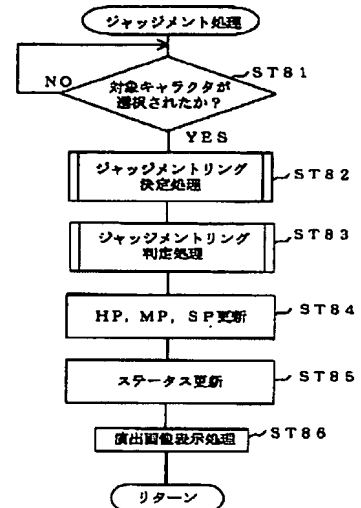 ジャッジメント処理
対象キャラクタが
選択されたか？
ST81
NO
YES
ジャッジメントリング
決定処理
ST82
ジャッジメントリング
判定処理
ST83
HP，MP，SP更新
ST84
ステータス更新
ST85
演出画像表示処理
ST86
リターン